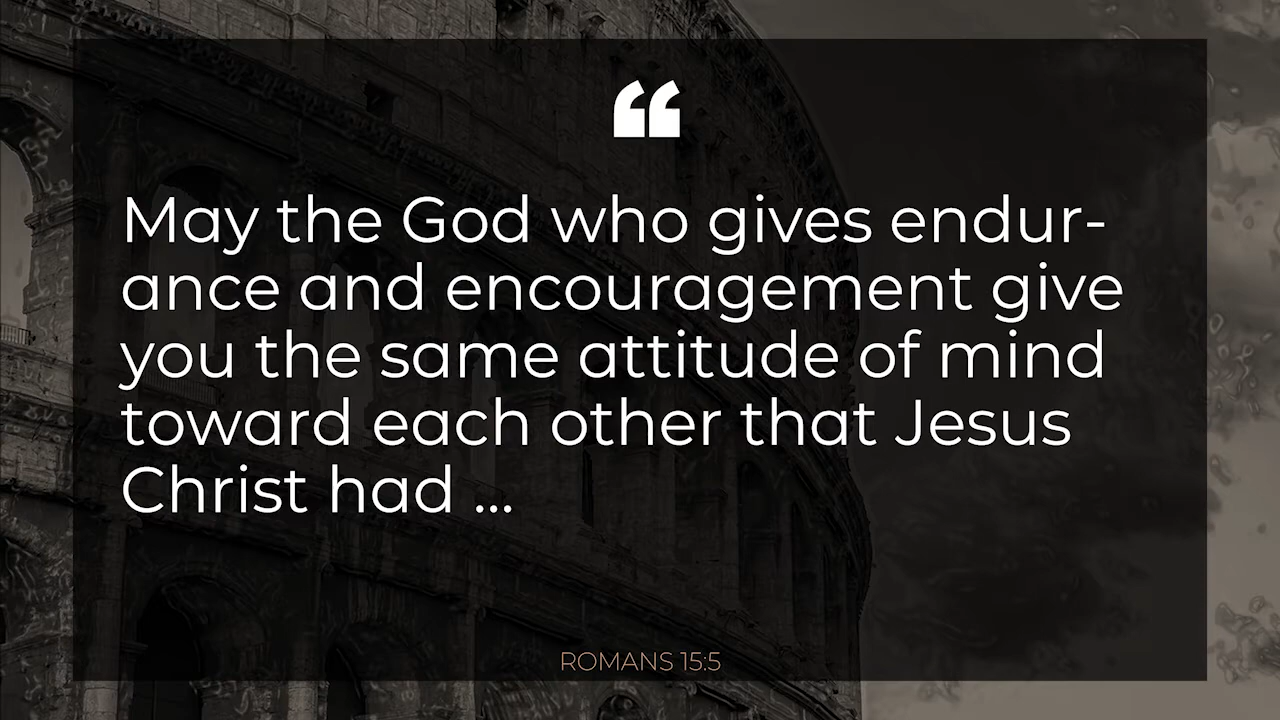 “
May the God who gives endur-
ance and encouragement give
you the same attitude of mind
toward each other that Jesus
Christ had ...
ROMANS 15:5